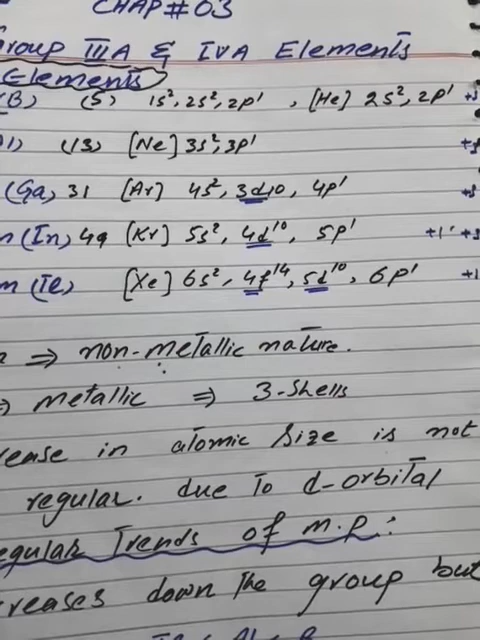 CHAP#03
Group IIIA & IVA Elements
Elements
(B) (5) 1s², 2s², 2p¹ , [He] 2s², 2p¹
(13) [Ne] 3s², 3p¹
(Ga) 31 [Ar] 4s², 3d10, 4p¹
(In) 49 [Kr] 5s², 4d¹⁰, 5p¹ +1
[Xe] 6s², 4f¹⁴, 5d¹⁰, 6p¹ +1
⇒ non-metallic nature.
⇒ metallic ⇒ 3-shells
in atomic size is not
regular. due to d-orbital
Trends of m.p:
down the group but